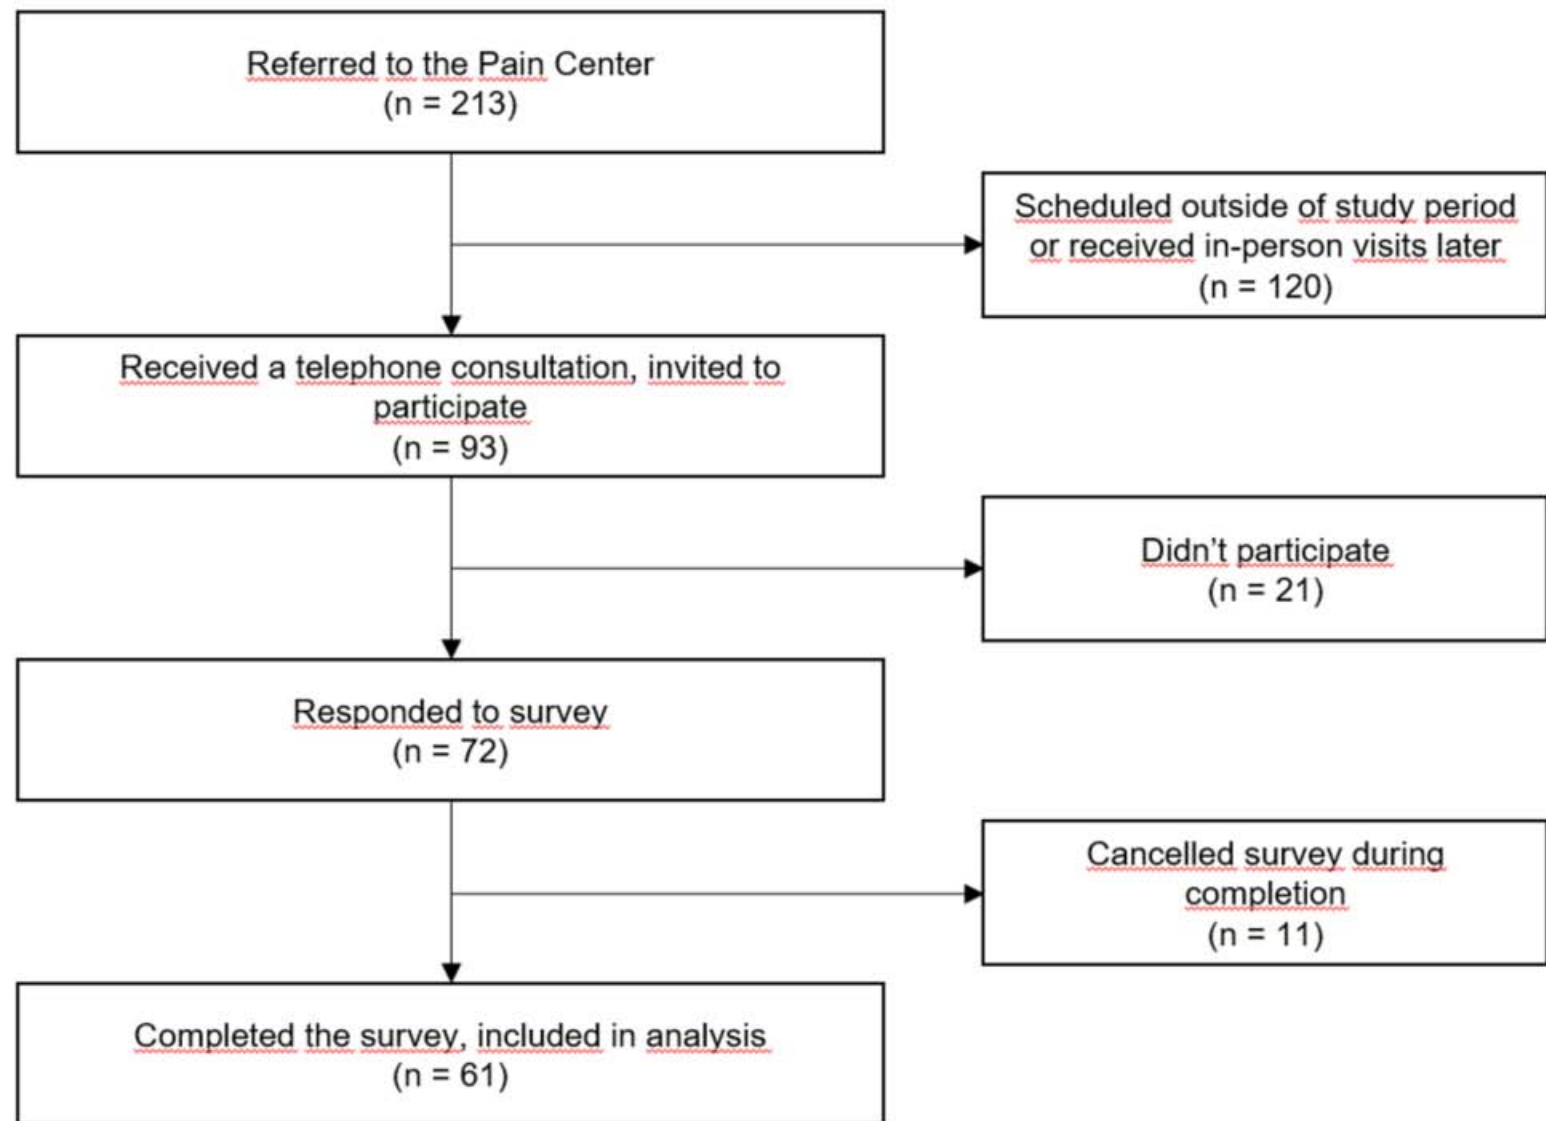 Referred to the Pain Center
(n = 213)
Scheduled outside of study period
or received in-person visits later
(n = 120)
Received a telephone consultation, invited to
participate
(n = 93)
Didn’t participate
(n = 21)
Responded to survey
(n = 72)
Cancelled survey during
completion
(n = 11)
Completed the survey, included in analysis
(n = 61)